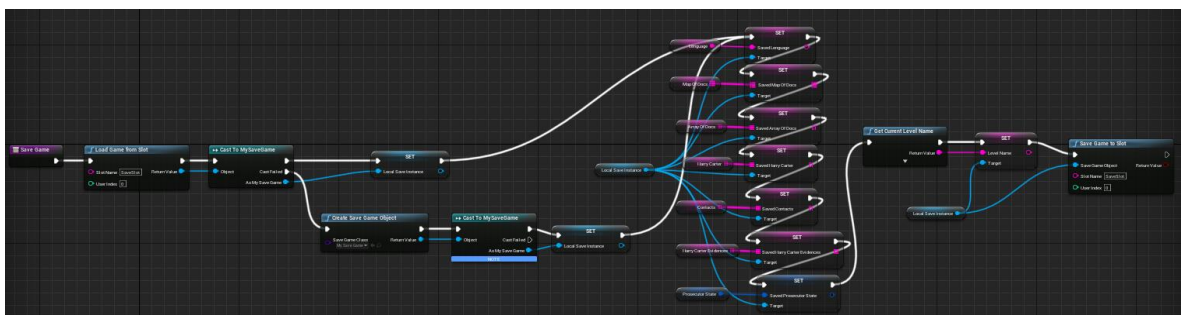 Save Game
Load Game from Slot
Slot Name SaveSlot Return Value
User Index 0
Cast To MySaveGame
Object Cast Failed
As My Save Game
SET
Local Save Instance
Create Save Game Object
Save Game Class Return Value
My Save Game
Cast To MySaveGame
Object Cast Failed
As My Save Game
NOTE
SET
Local Save Instance
Local Save Instance
SET
Language Saved Language
Target
SET
Map Of Discs Saved Map Of Discs
Target
SET
Array Of Discs Saved Array Of Discs
Target
SET
Harry Carter Saved Harry Carter
Target
SET
Contacts Saved Contacts
Target
SET
Harry Carter Evidences Saved Harry Carter Evidences
Target
SET
Prosecutor State Saved Prosecutor State
Target
Get Current Level Name
Return Value
SET
Level Name
Target
Local Save Instance
Save Game to Slot
Save Game Object Return Value
Slot Name SaveSlot
User Index 0